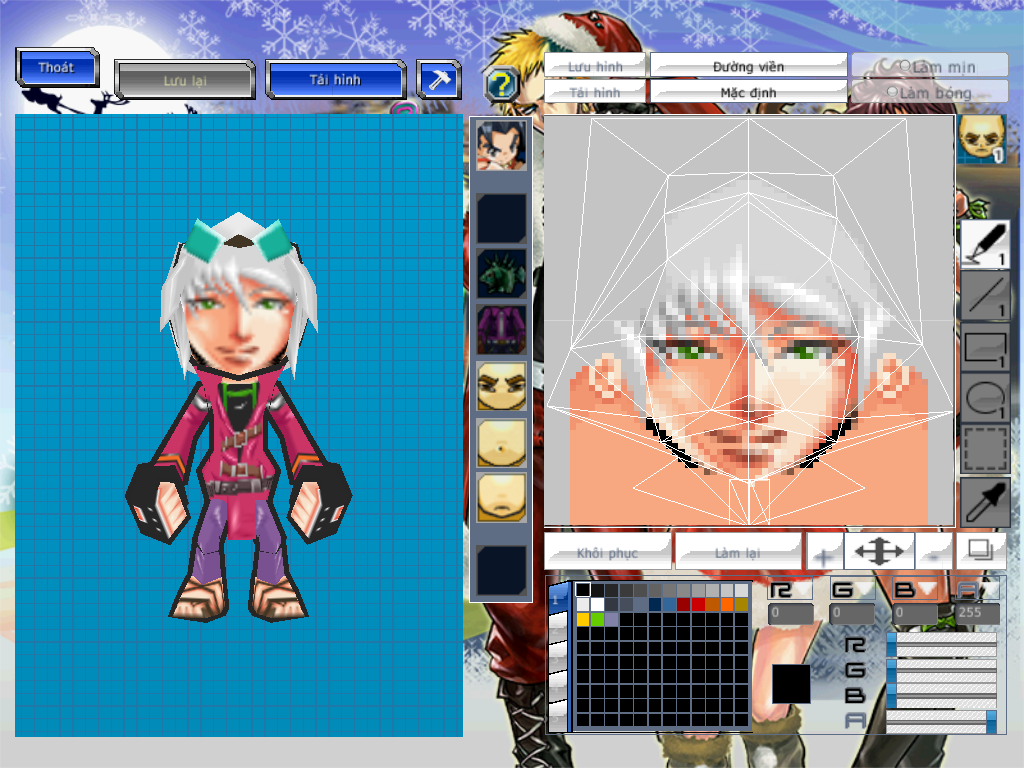 Thoát
Lưu lại
Tải hình
?
Lưu hình
Đường viền
Làm mịn
Tải hình
Mặc định
Làm bóng
1
1
1
1
1
Khôi phục
Làm lại
+
-
1
R
G
B
A
0
0
0
255
R
G
B
A